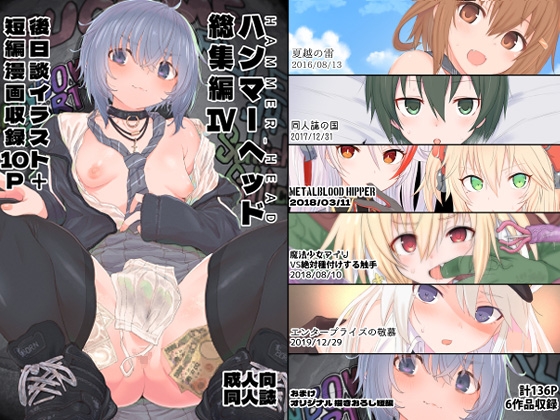 HAMMER-HEAD
ハンマーヘッド
総集編 Ⅳ
後日談イラスト+
短編漫画収録10P
成人向
同人誌
夏越の雷
2016/08/13
同人誌の国
2017/12/31
METALBLOOD HIPPER
2018/03/11
魔法少女アイリ
VS絶対種付けする触手
2018/08/10
エンタープライズの敬慕
2019/12/29
おまけ
オリジナル 描きおろし短編
計136P
6作品収録